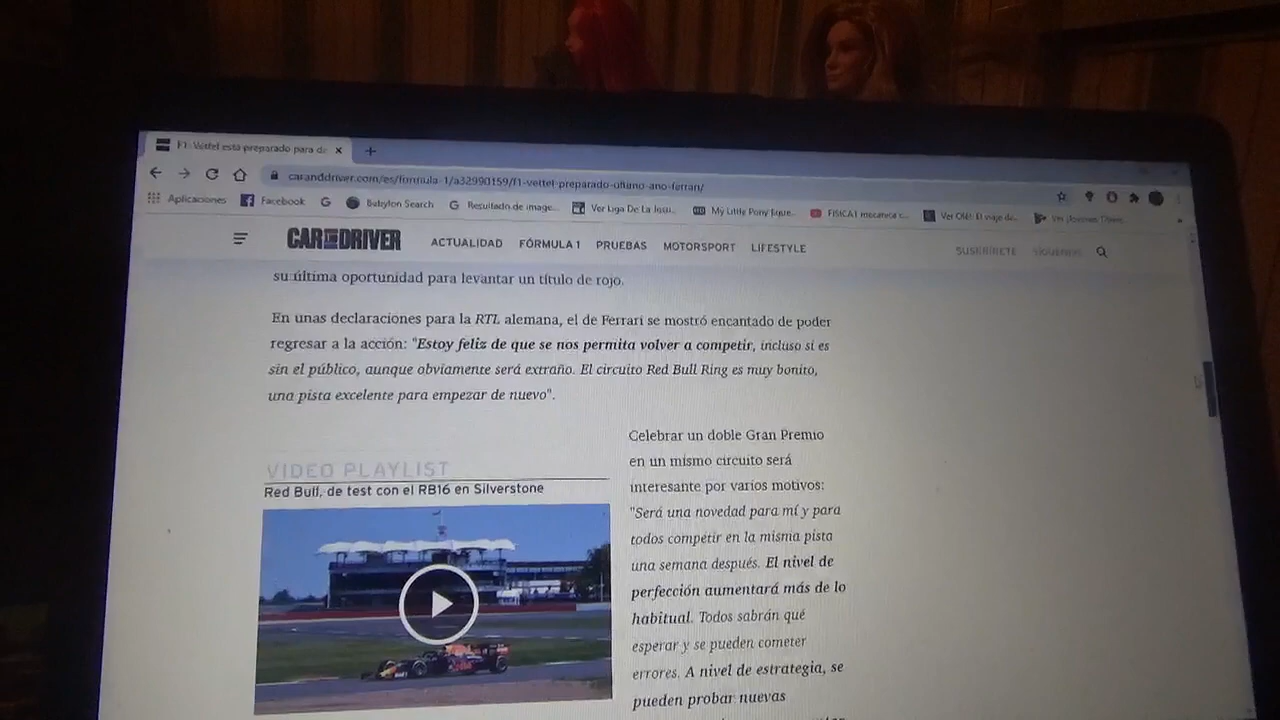 F1: Vettel está preparado para de
caranddriver.com/es/formula-1/a32990159/f1-vettel-preparado-ultimo-ano-ferrari/
Aplicaciones Facebook Babylon Search Resultado de image... Ver Liga De La Justi... My Little Pony Eque... FISICA1 mecanica c... Ver Olé! El viaje de...
CAR AND DRIVER ACTUALIDAD FÓRMULA 1 PRUEBAS MOTORSPORT LIFESTYLE SUSCRÍBETE SÍGUENOS
su última oportunidad para levantar un título de rojo.
En unas declaraciones para la RTL alemana, el de Ferrari se mostró encantado de poder
regresar a la acción: "Estoy feliz de que se nos permita volver a competir, incluso si es
sin el público, aunque obviamente será extraño. El circuito Red Bull Ring es muy bonito,
una pista excelente para empezar de nuevo".
VIDEO PLAYLIST
Red Bull, de test con el RB16 en Silverstone
Celebrar un doble Gran Premio
en un mismo circuito será
interesante por varios motivos:
"Será una novedad para mí y para
todos competir en la misma pista
una semana después. El nivel de
perfección aumentará más de lo
habitual. Todos sabrán qué
esperar y se pueden cometer
errores. A nivel de estrategia, se
pueden probar nuevas